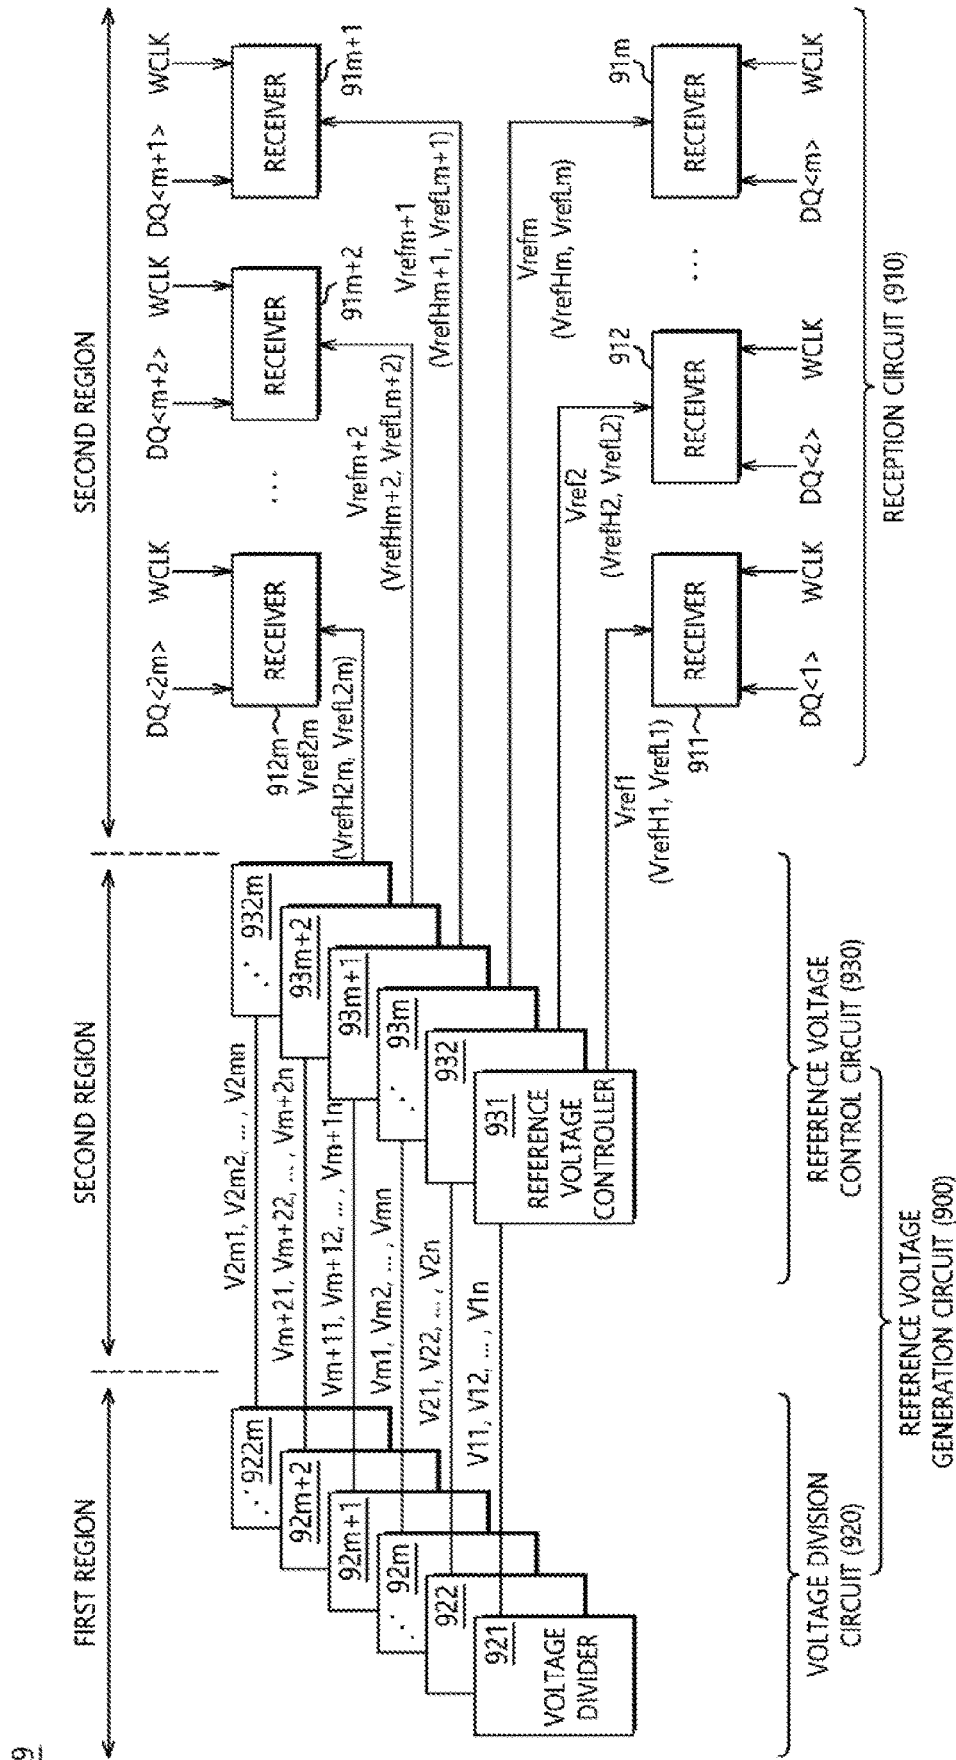 9
FIRST REGION
SECOND REGION
SECOND REGION
DQ<2m>
WCLK
DQ<m+2>
WCLK
DQ<m+1>
WCLK
RECEIVER
. . .
RECEIVER
RECEIVER
912m
Vref2m
(VrefH2m, VrefL2m)
91m+2
Vrefm+2
(VrefHm+2, VrefLm+2)
91m+1
Vrefm+1
(VrefHm+1, VrefLm+1)
922m
92m+2
92m+1
92m
922
921
VOLTAGE
DIVIDER
V2m1, V2m2, ... , V2mn
Vm+21, Vm+22, ... , Vm+2n
Vm+11, Vm+12, ... , Vm+1n
Vm1, Vm2, ... , Vmn
V21, V22, ... , V2n
V11, V12, ... , V1n
932m
93m+2
93m+1
93m
932
931
REFERENCE
VOLTAGE
CONTROLLER
Vref1
(VrefH1, VrefL1)
Vref2
(VrefH2, VrefL2)
Vrefm
(VrefHm, VrefLm)
911
912
91m
RECEIVER
RECEIVER
. . .
RECEIVER
DQ<1>
WCLK
DQ<2>
WCLK
DQ<m>
WCLK
VOLTAGE DIVISION
CIRCUIT (920)
REFERENCE VOLTAGE
CONTROL CIRCUIT (930)
RECEPTION CIRCUIT (910)
REFERENCE VOLTAGE
GENERATION CIRCUIT (900)